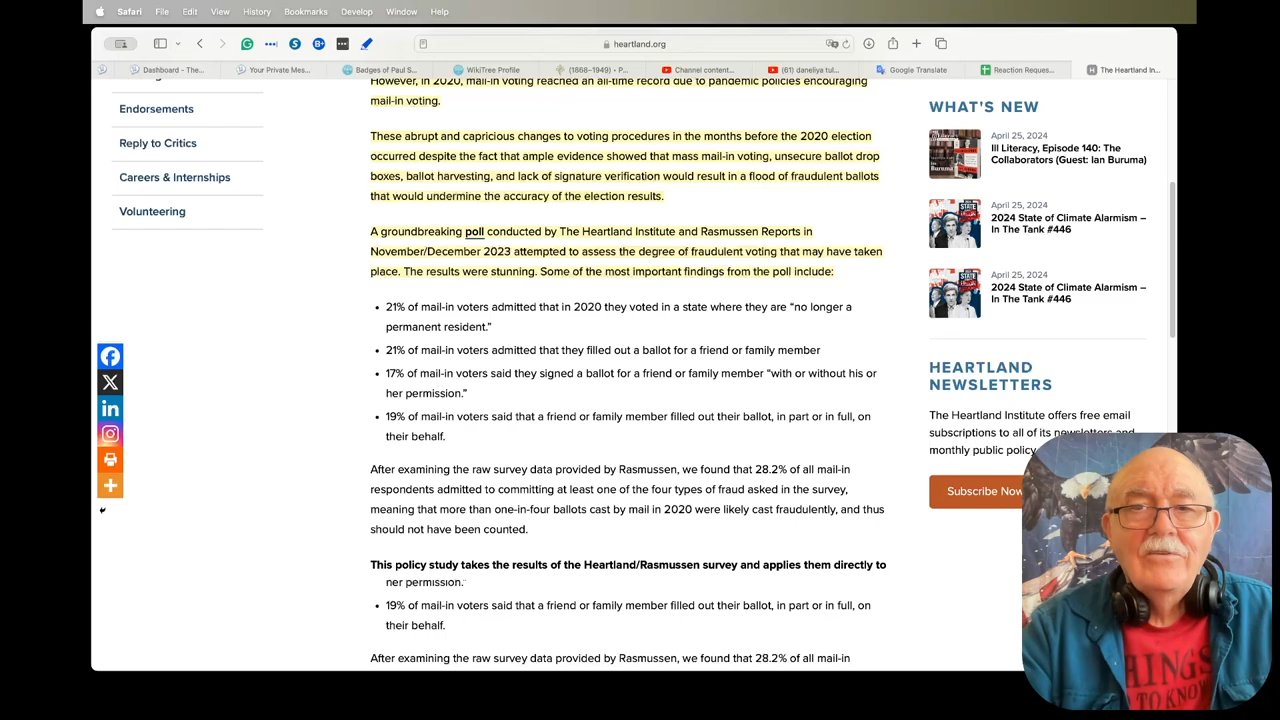 Safari File Edit View History Bookmarks Develop Window Help
heartland.org
Dashboard - The...
Your Private Mes...
Badges of Paul S...
WikiTree Profile
(1868–1949) • P...
Channel content...
(61) daneliya tul...
Google Translate
Reaction Reques...
The Heartland In...
Endorsements
Reply to Critics
Careers & Internships
Volunteering
However, in 2020, mail-in voting reached an all-time record due to pandemic policies encouraging
mail-in voting.
These abrupt and capricious changes to voting procedures in the months before the 2020 election
occurred despite the fact that ample evidence showed that mass mail-in voting, unsecure ballot drop
boxes, ballot harvesting, and lack of signature verification would result in a flood of fraudulent ballots
that would undermine the accuracy of the election results.
A groundbreaking poll conducted by The Heartland Institute and Rasmussen Reports in
November/December 2023 attempted to assess the degree of fraudulent voting that may have taken
place. The results were stunning. Some of the most important findings from the poll include:
• 21% of mail-in voters admitted that in 2020 they voted in a state where they are “no longer a
permanent resident.”
• 21% of mail-in voters admitted that they filled out a ballot for a friend or family member
• 17% of mail-in voters said they signed a ballot for a friend or family member “with or without his or
her permission.”
• 19% of mail-in voters said that a friend or family member filled out their ballot, in part or in full, on
their behalf.
After examining the raw survey data provided by Rasmussen, we found that 28.2% of all mail-in
respondents admitted to committing at least one of the four types of fraud asked in the survey,
meaning that more than one-in-four ballots cast by mail in 2020 were likely cast fraudulently, and thus
should not have been counted.
This policy study takes the results of the Heartland/Rasmussen survey and applies them directly to
her permission.
• 19% of mail-in voters said that a friend or family member filled out their ballot, in part or in full, on
their behalf.
After examining the raw survey data provided by Rasmussen, we found that 28.2% of all mail-in
WHAT'S NEW
April 25, 2024
Ill Literacy, Episode 140: The
Collaborators (Guest: Ian Buruma)
April 25, 2024
2024 State of Climate Alarmism –
In The Tank #446
April 25, 2024
2024 State of Climate Alarmism –
In The Tank #446
HEARTLAND
NEWSLETTERS
The Heartland Institute offers free email
subscriptions to all of its newsletters and
monthly public policy
Subscribe Now
THINGS
TO KNOW